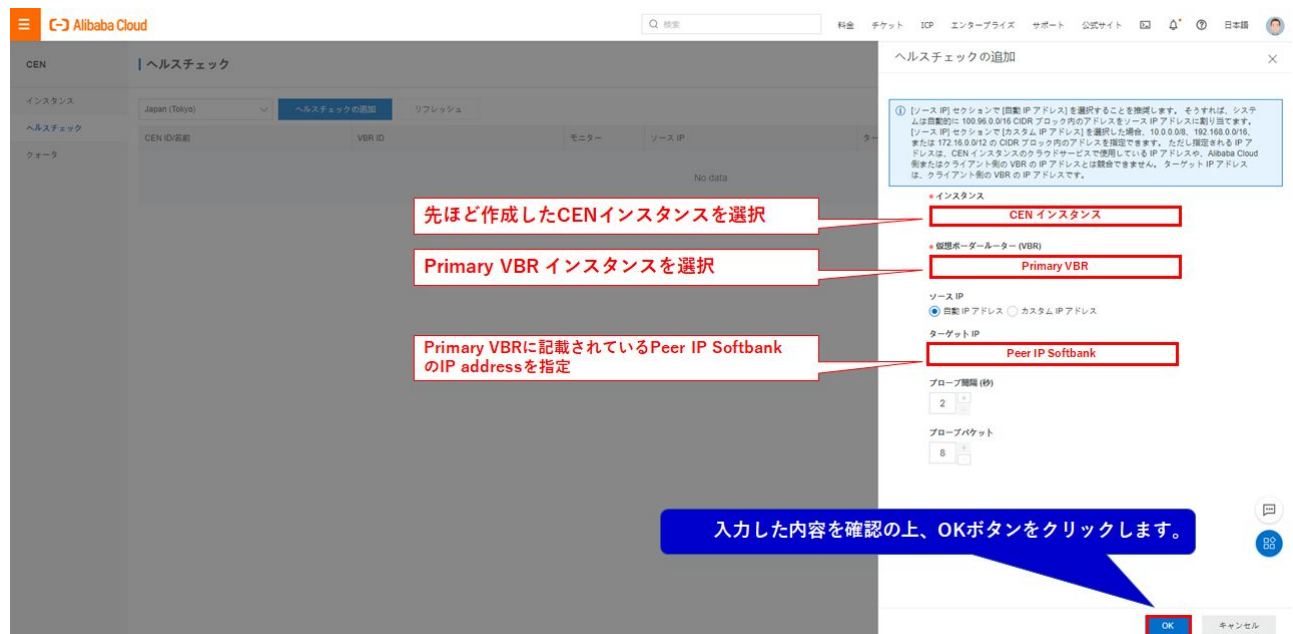 Alibaba Cloud
検索
料金 チケット ICP エンタープライズ サポート 公式サイト 日本語
CEN
インスタンス
ヘルスチェック
クォータ
ヘルスチェック
Japan (Tokyo) ヘルスチェックの追加 リフレッシュ
CEN ID/名前 VBR ID モニター ソース IP ター
No data
先ほど作成したCENインスタンスを選択
Primary VBR インスタンスを選択
Primary VBRに記載されているPeer IP Softbank
のIP addressを指定
ヘルスチェックの追加
[ソース IP] セクションで [自動 IP アドレス] を選択することを推奨します。 そうすれば、システ
ムは自動的に 100.96.0.0/16 CIDR ブロック内のアドレスをソース IP アドレスに割り当てます。
[ソース IP] セクションで [カスタム IP アドレス] を選択した場合、10.0.0.0/8、192.168.0.0/16、
または 172.16.0.0/12 の CIDR ブロック内のアドレスを指定できます。 ただし指定される IP ア
ドレスは、CEN インスタンスのクラウドサービスで使用している IP アドレスや、Alibaba Cloud
側またはクライアント側の VBR の IP アドレスとは競合できません。 ターゲット IP アドレス
は、クライアント側の VBR の IP アドレスです。
* インスタンス
CEN インスタンス
* 仮想ボーダールーター (VBR)
Primary VBR
ソース IP
自動 IP アドレス カスタム IP アドレス
ターゲット IP
Peer IP Softbank
プローブ間隔 (秒)
2
プローブパケット
8
入力した内容を確認の上、OKボタンをクリックします。
OK キャンセル